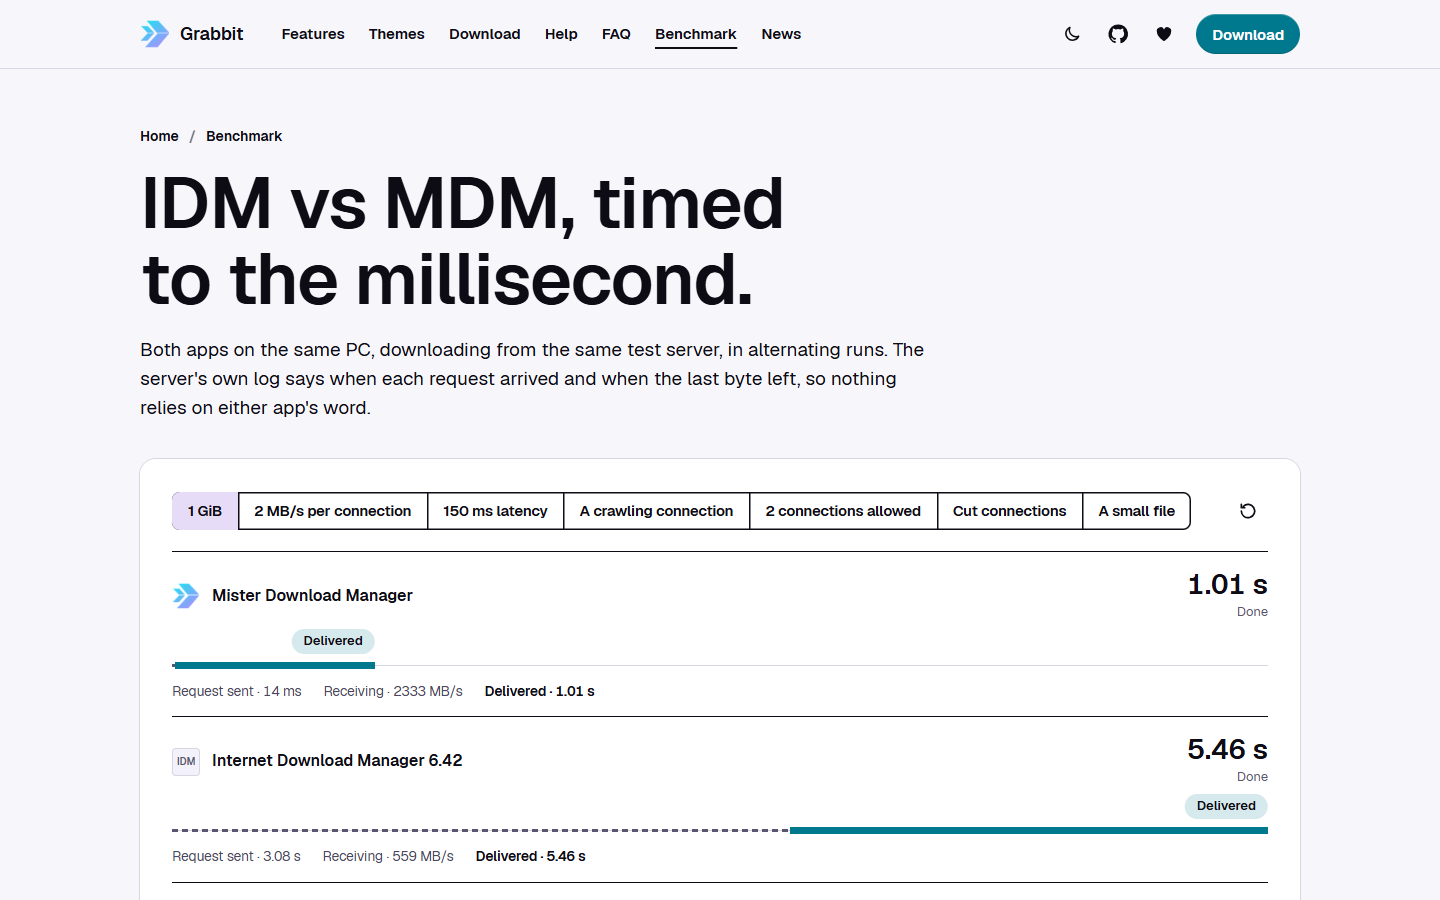 Grabbit
Features
Themes
Download
Help
FAQ
Benchmark
News
Download
Home / Benchmark
IDM vs MDM, timed
to the millisecond.
Both apps on the same PC, downloading from the same test server, in alternating runs. The
server's own log says when each request arrived and when the last byte left, so nothing
relies on either app's word.
1 GiB
2 MB/s per connection
150 ms latency
A crawling connection
2 connections allowed
Cut connections
A small file
Mister Download Manager
1.01 s
Done
Delivered
Request sent · 14 ms
Receiving · 2333 MB/s
Delivered · 1.01 s
IDM
Internet Download Manager 6.42
5.46 s
Done
Delivered
Request sent · 3.08 s
Receiving · 559 MB/s
Delivered · 5.46 s